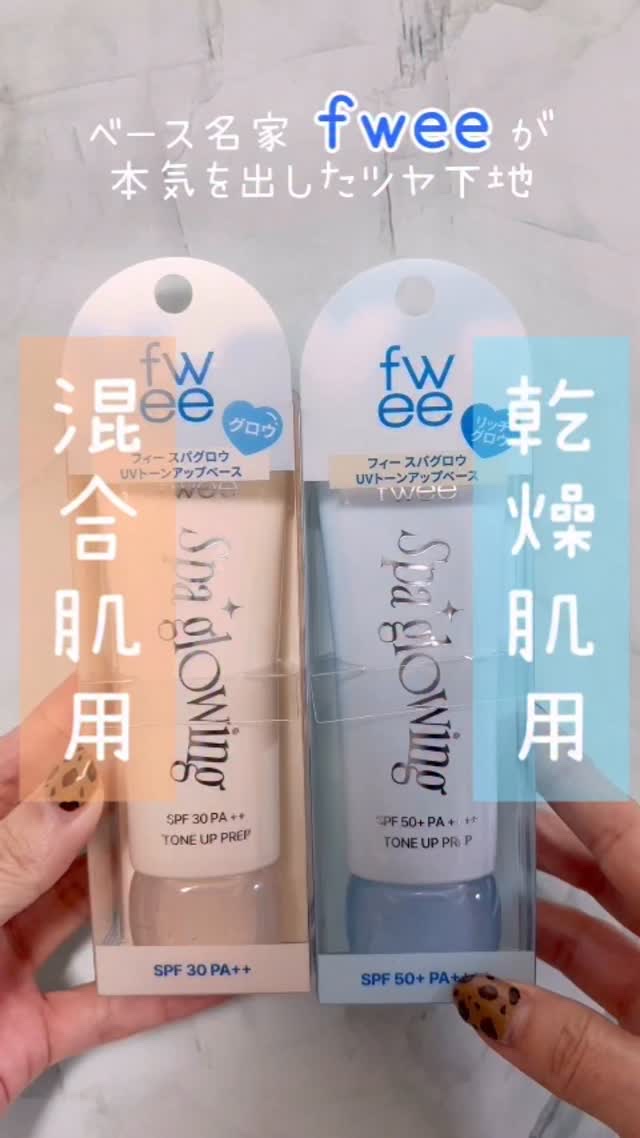 ベース名家 fwee が
本気を出したツヤ下地
混合肌用
乾燥肌用
fw
ee
グロウ
フィー スパグロウ
UVトーンアップベース
fwee
Spa glowing
SPF 30 PA++
TONE UP PREP
SPF 30 PA++
fw
ee
リッチ
グロウ
フィー スパグロウ
UVトーンアップベース
fwee
Spa glowing
SPF 50+ PA+
TONE UP PREP
SPF 50+ PA++